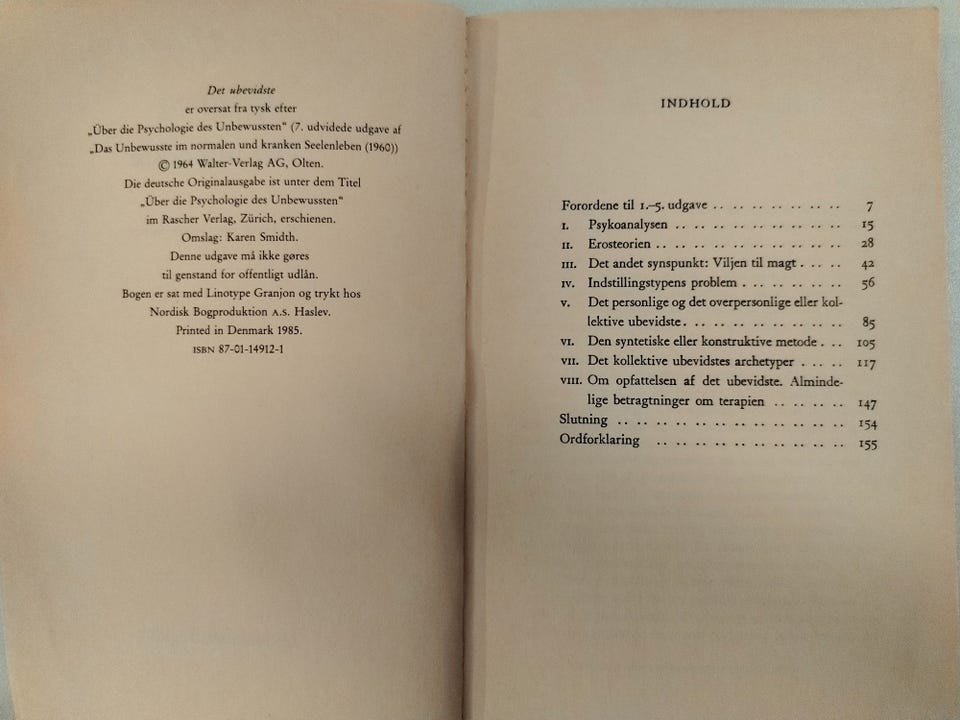 Det ubevidste
er oversat fra tysk efter
„Über die Psychologie des Unbewussten“ (7. udvidede udgave af
„Das Unbewusste im normalen und kranken Seelenleben (1960))
© 1964 Walter-Verlag AG, Olten.
Die deutsche Originalausgabe ist unter dem Titel
„Über die Psychologie des Unbewussten“
im Rascher Verlag, Zürich, erschienen.
Omslag: Karen Smidth.
Denne udgave må ikke gøres
til genstand for offentligt udlån.
Bogen er sat med Linotype Granjon og trykt hos
Nordisk Bogproduktion A.S. Haslev.
Printed in Denmark 1985.
ISBN 87-01-14912-1
INDHOLD
Forordene til 1.–5. udgave .. .. .. .. .. .. .. 7
I. Psykoanalysen .. .. .. .. .. .. .. .. .. 15
II. Erosteorien .. .. .. .. .. .. .. .. .. .. 28
III. Det andet synspunkt: Viljen til magt . .. .. 42
IV. Indstillingstypens problem . .. .. .. .. .. 56
V. Det personlige og det overpersonlige eller kol-
lektive ubevidste. .. .. .. .. .. .. .. .. 85
VI. Den syntetiske eller konstruktive metode . .. 105
VII. Det kollektive ubevidstes archetyper . .. .. 117
VIII. Om opfattelsen af det ubevidste. Alminde-
lige betragtninger om terapien .. .. .. .. 147
Slutning .. .. .. .. .. .. .. .. .. .. .. .. 154
Ordforklaring .. .. .. .. .. .. .. .. .. .. 155